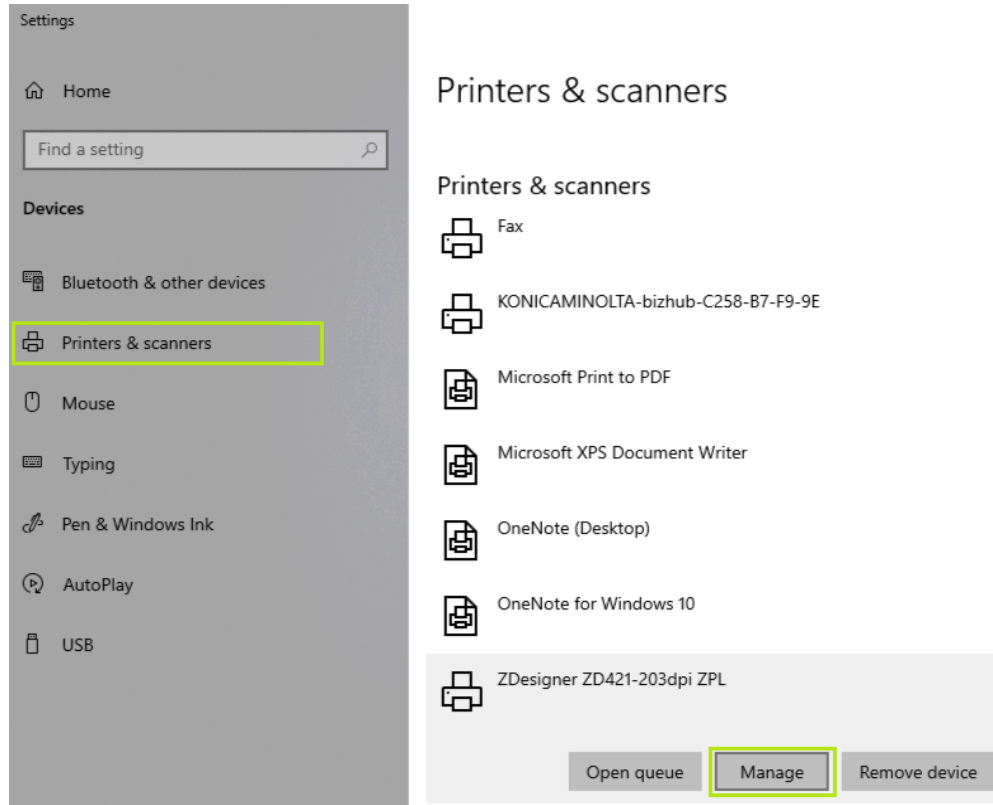 Settings
Home
Find a setting
Devices
Bluetooth & other devices
Printers & scanners
Mouse
Typing
Pen & Windows Ink
AutoPlay
USB
Printers & scanners
Printers & scanners
Fax
KONICAMINOLTA-bizhub-C258-B7-F9-9E
Microsoft Print to PDF
Microsoft XPS Document Writer
OneNote (Desktop)
OneNote for Windows 10
ZDesigner ZD421-203dpi ZPL
Open queue Manage Remove device